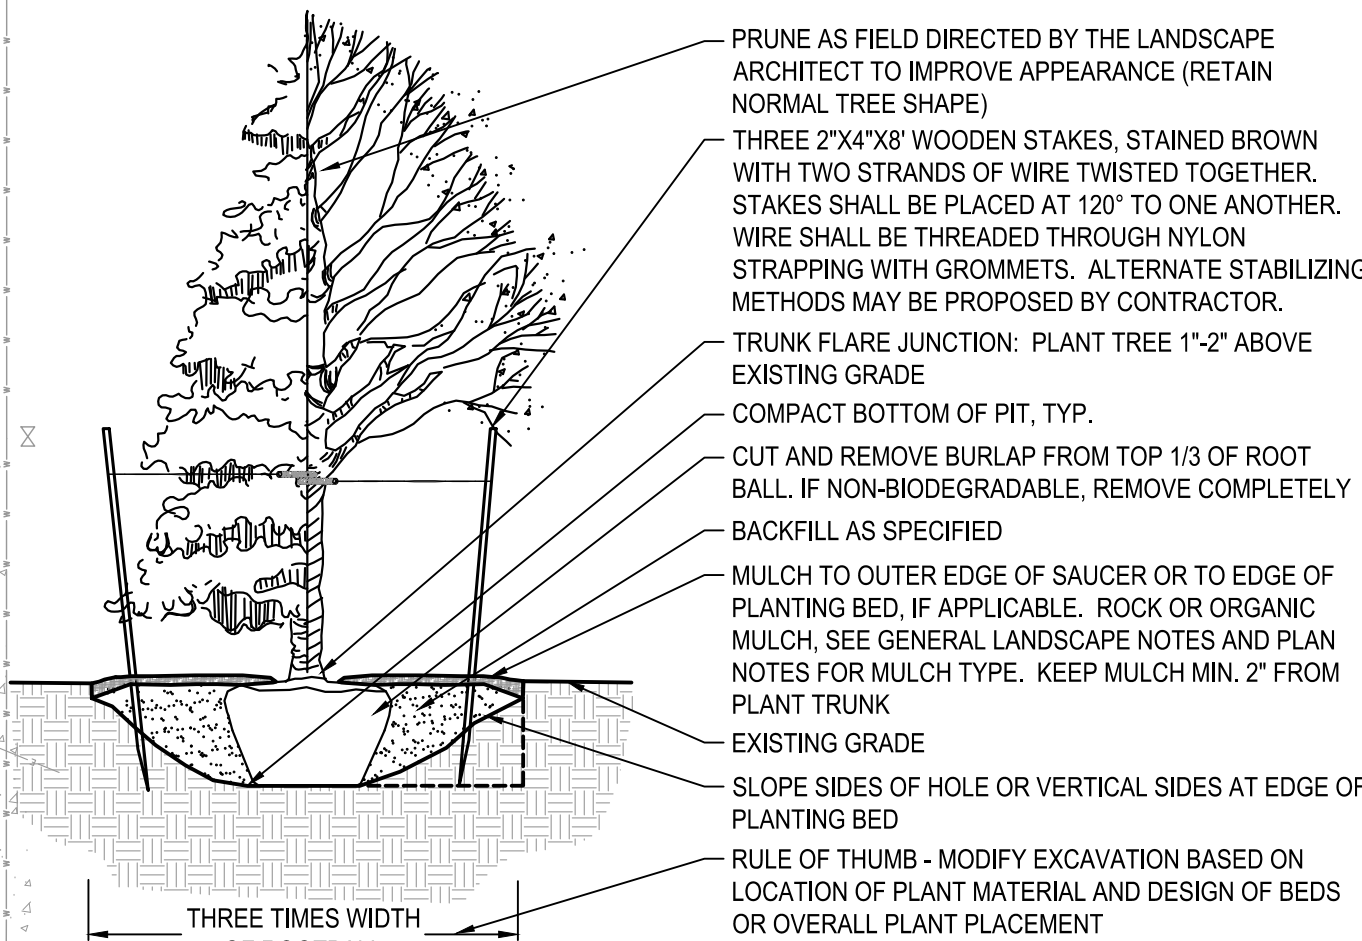 PRUNE AS FIELD DIRECTED BY THE LANDSCAPE
ARCHITECT TO IMPROVE APPEARANCE (RETAIN
NORMAL TREE SHAPE)
THREE 2"X4"X8' WOODEN STAKES, STAINED BROWN
WITH TWO STRANDS OF WIRE TWISTED TOGETHER.
STAKES SHALL BE PLACED AT 120° TO ONE ANOTHER.
WIRE SHALL BE THREADED THROUGH NYLON
STRAPPING WITH GROMMETS. ALTERNATE STABILIZING
METHODS MAY BE PROPOSED BY CONTRACTOR.
TRUNK FLARE JUNCTION: PLANT TREE 1"-2" ABOVE
EXISTING GRADE
COMPACT BOTTOM OF PIT, TYP.
CUT AND REMOVE BURLAP FROM TOP 1/3 OF ROOT
BALL. IF NON-BIODEGRADABLE, REMOVE COMPLETELY
BACKFILL AS SPECIFIED
MULCH TO OUTER EDGE OF SAUCER OR TO EDGE OF
PLANTING BED, IF APPLICABLE. ROCK OR ORGANIC
MULCH, SEE GENERAL LANDSCAPE NOTES AND PLAN
NOTES FOR MULCH TYPE. KEEP MULCH MIN. 2" FROM
PLANT TRUNK
EXISTING GRADE
SLOPE SIDES OF HOLE OR VERTICAL SIDES AT EDGE OF
PLANTING BED
RULE OF THUMB - MODIFY EXCAVATION BASED ON
LOCATION OF PLANT MATERIAL AND DESIGN OF BEDS
OR OVERALL PLANT PLACEMENT
THREE TIMES WIDTH